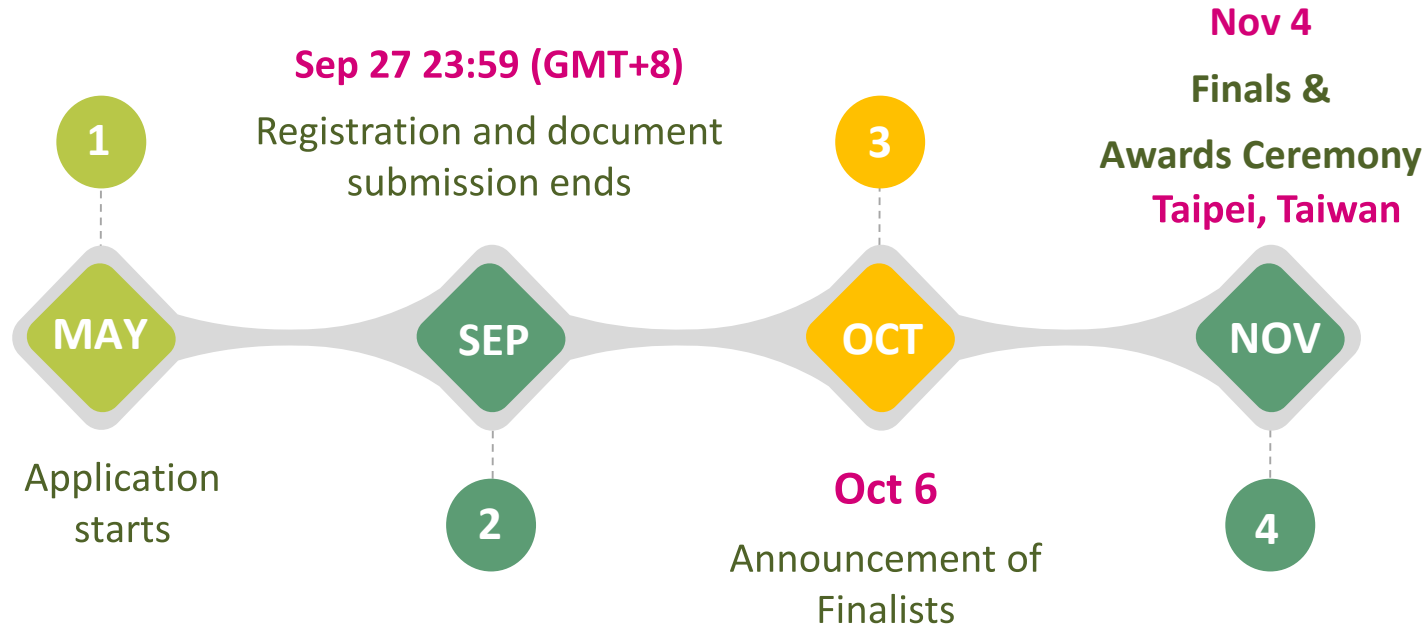 1
MAY
Application
starts
Sep 27 23:59 (GMT+8)
Registration and document
submission ends
SEP
2
3
OCT
Oct 6
Announcement of
Finalists
Nov 4
Finals &
Awards Ceremony
Taipei, Taiwan
NOV
4